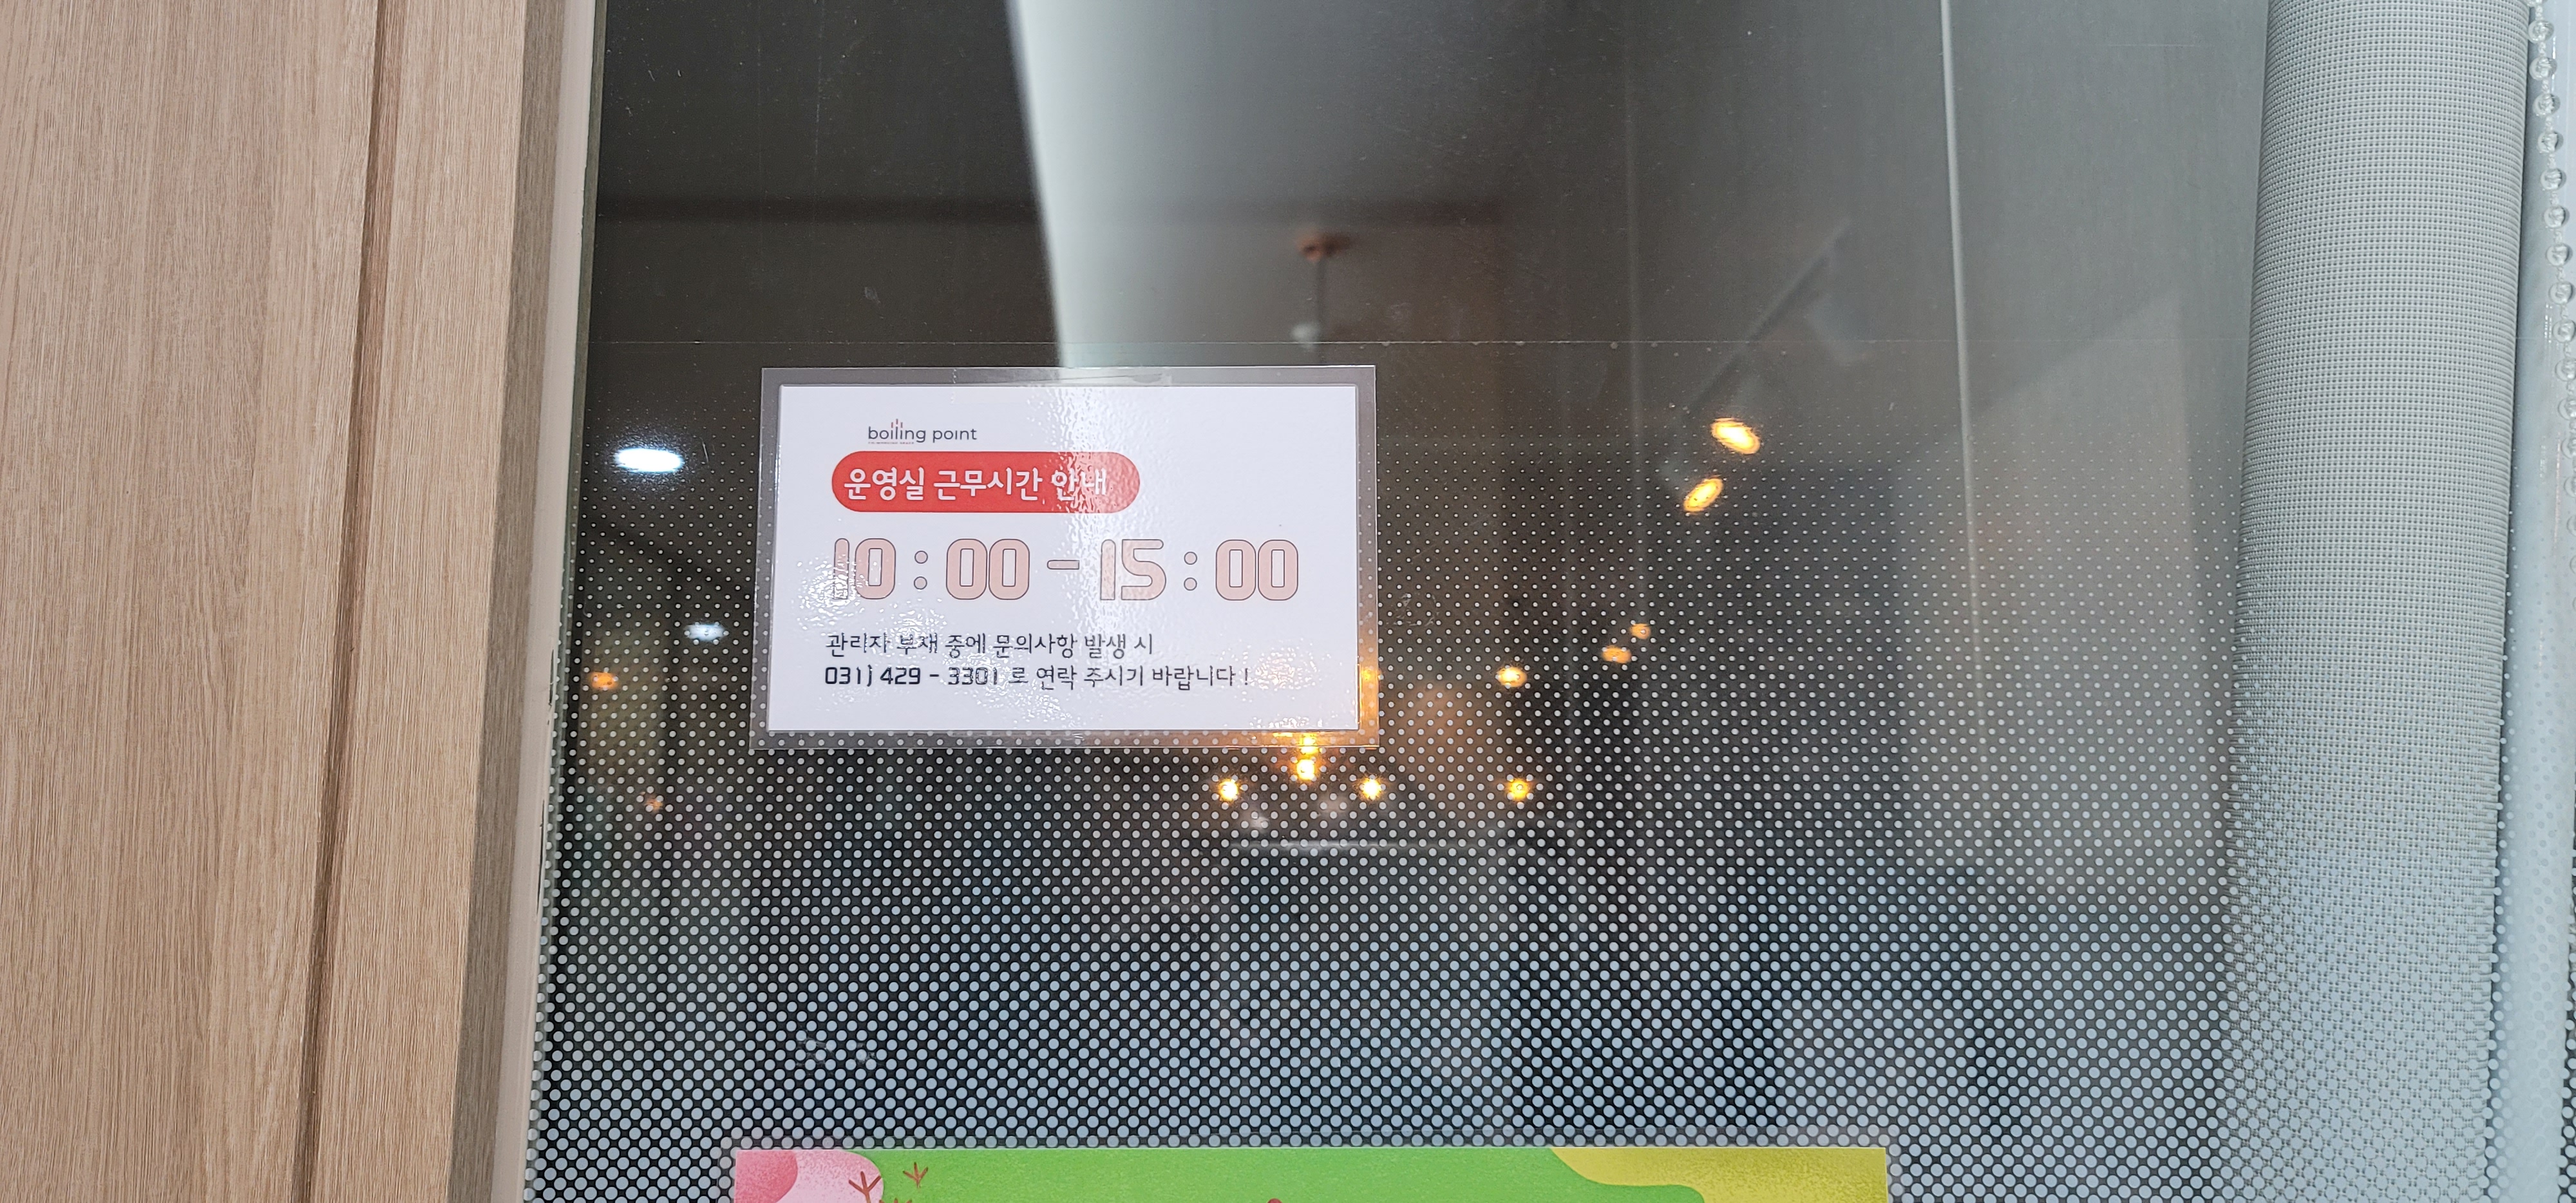 boiling point
운영실 근무시간 안내
10 : 00 - 15 : 00
관리자 부재 중에 문의사항 발생 시
031) 429 - 3301 로 연락 주시기 바랍니다 !